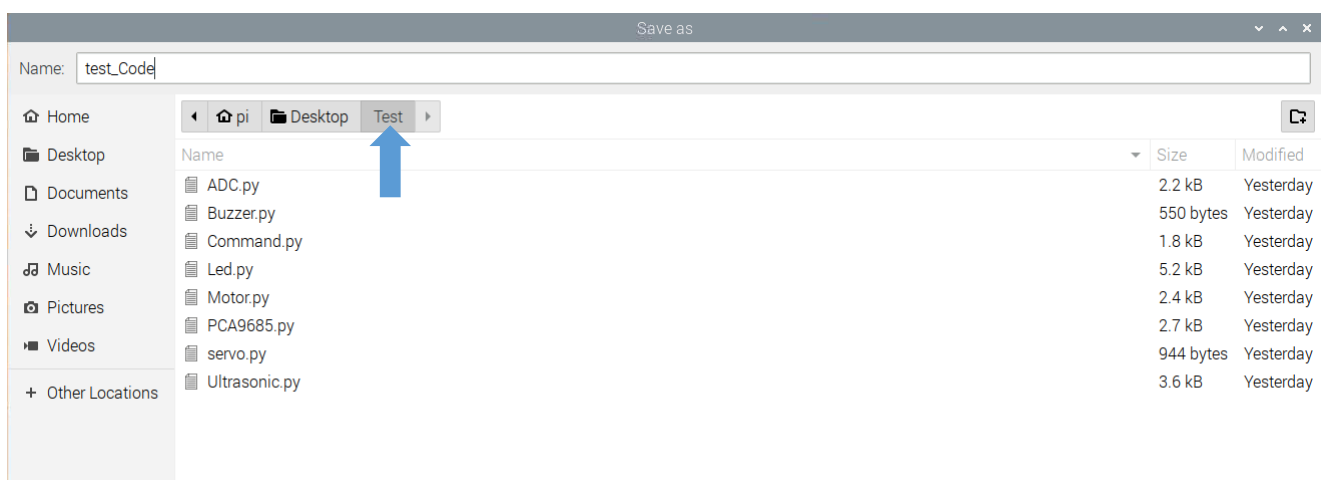 Save as
Name: test_Code
Home
Desktop
Documents
Downloads
Music
Pictures
Videos
+ Other Locations
pi Desktop Test
Name Size Modified
ADC.py 2.2 kB Yesterday
Buzzer.py 550 bytes Yesterday
Command.py 1.8 kB Yesterday
Led.py 5.2 kB Yesterday
Motor.py 2.4 kB Yesterday
PCA9685.py 2.7 kB Yesterday
servo.py 944 bytes Yesterday
Ultrasonic.py 3.6 kB Yesterday